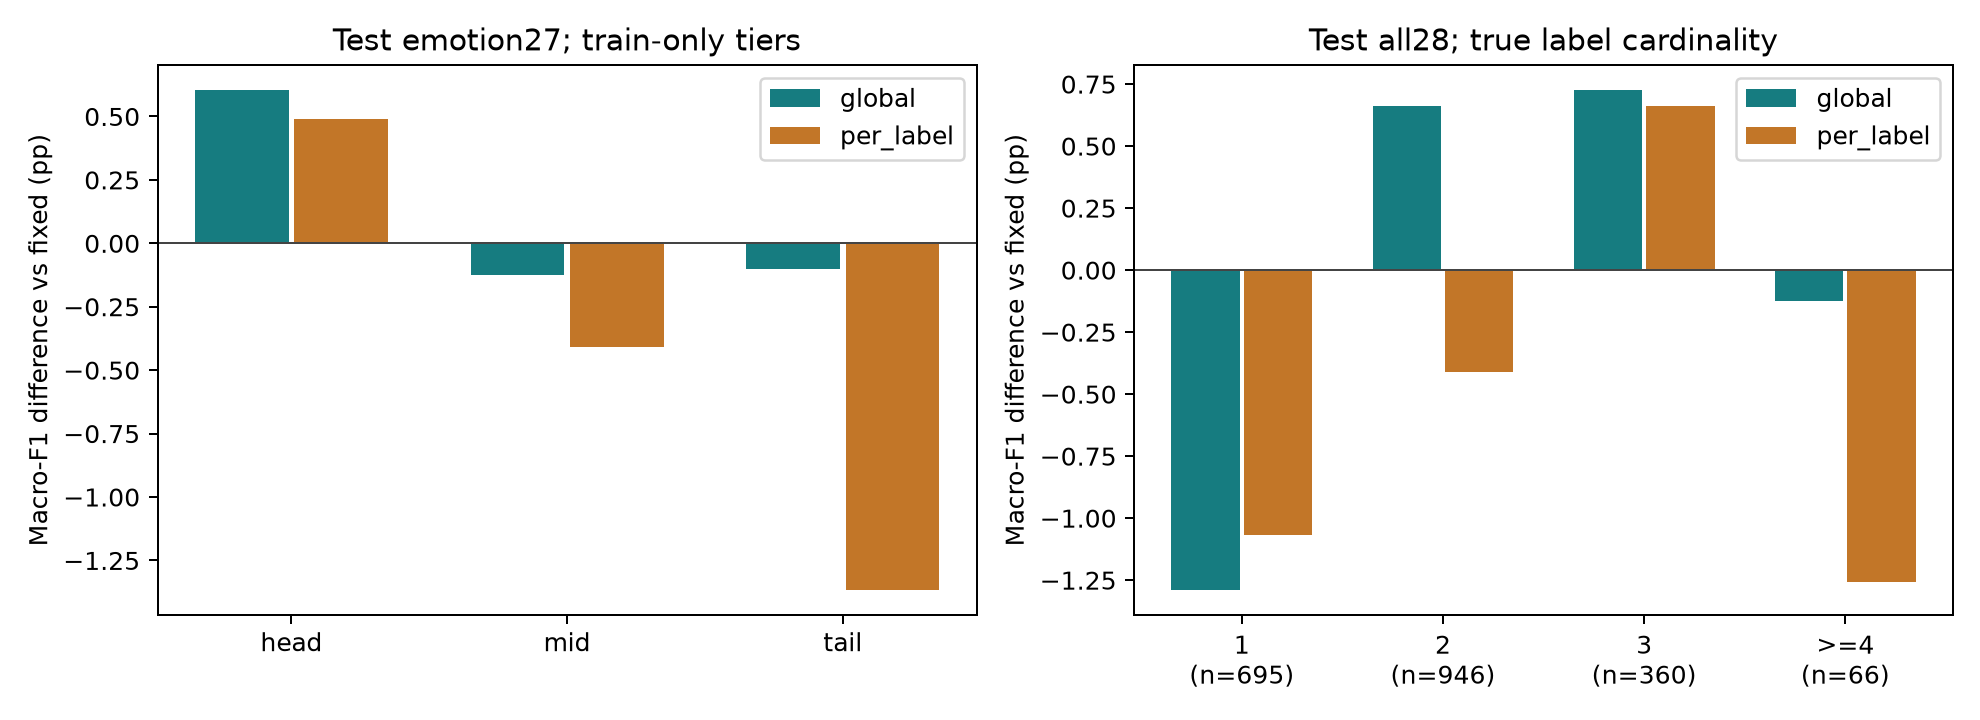 Test emotion27; train-only tiers
Macro-F1 difference vs fixed (pp)
0.50
0.25
0.00
−0.25
−0.50
−0.75
−1.00
−1.25
global
per_label
head mid tail
Test all28; true label cardinality
Macro-F1 difference vs fixed (pp)
0.75
0.50
0.25
0.00
−0.25
−0.50
−0.75
−1.00
−1.25
global
per_label
1 2 3 >=4
(n=695) (n=946) (n=360) (n=66)